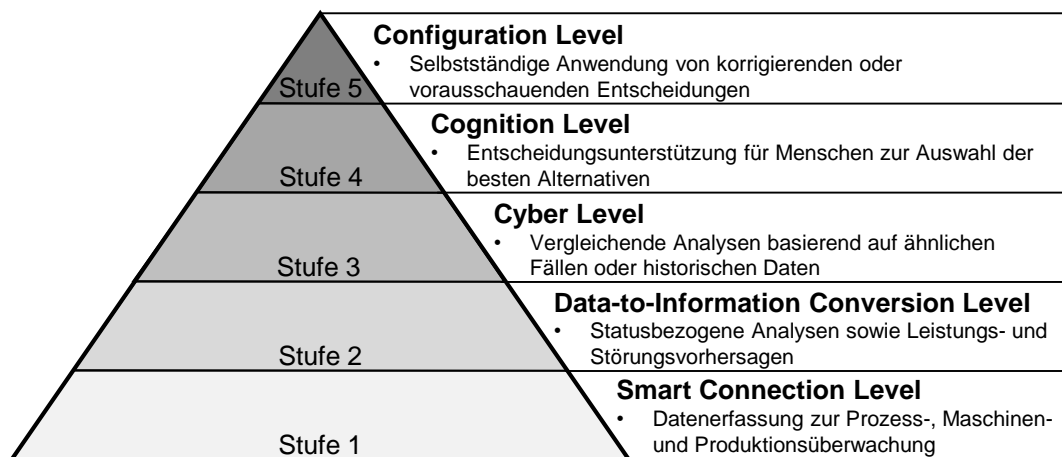 Configuration Level
• Selbstständige Anwendung von korrigierenden oder
vorausschauenden Entscheidungen
Stufe 5
Cognition Level
• Entscheidungsunterstützung für Menschen zur Auswahl der
besten Alternativen
Stufe 4
Cyber Level
• Vergleichende Analysen basierend auf ähnlichen
Fällen oder historischen Daten
Stufe 3
Data-to-Information Conversion Level
• Statusbezogene Analysen sowie Leistungs- und
Störungsvorhersagen
Stufe 2
Smart Connection Level
• Datenerfassung zur Prozess-, Maschinen-
und Produktionsüberwachung
Stufe 1